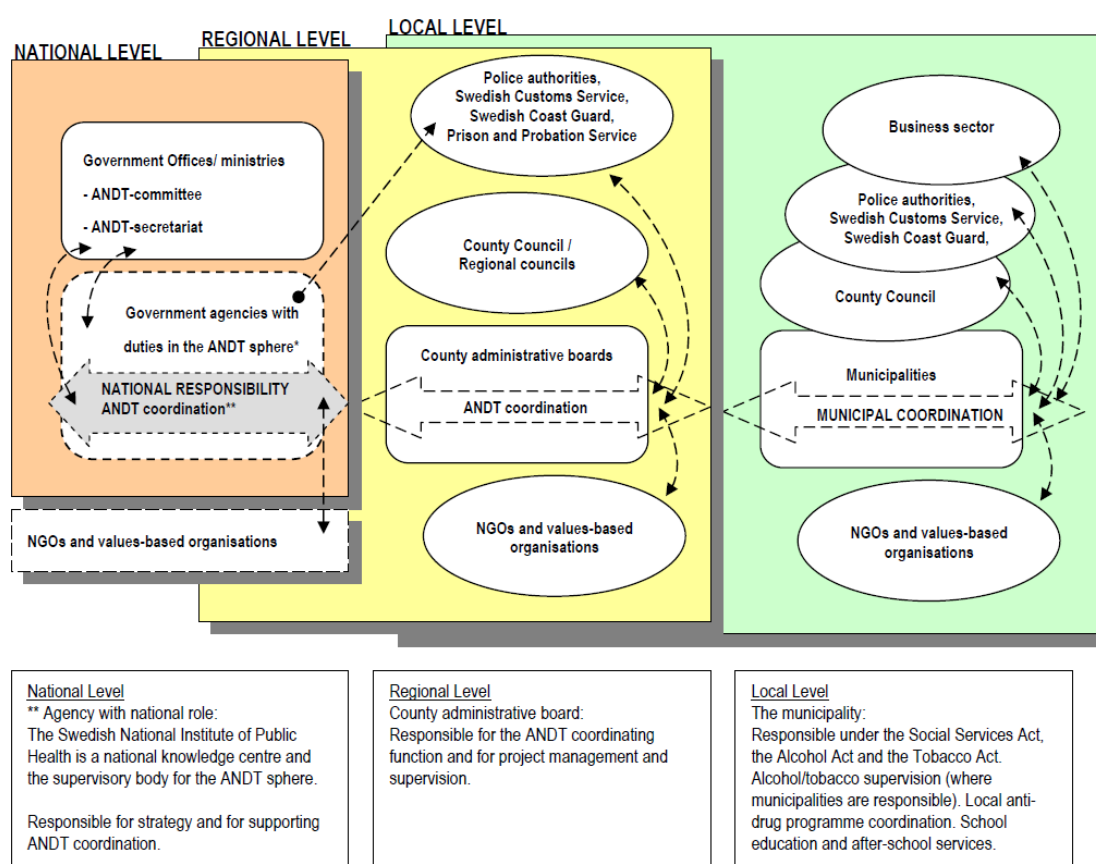 NATIONAL LEVEL
REGIONAL LEVEL
LOCAL LEVEL
Government Offices/ ministries
- ANDT-committee
- ANDT-secretariat
Government agencies with
duties in the ANDT sphere*
NATIONAL RESPONSIBILITY
ANDT coordination**
NGOs and values-based organisations
Police authorities,
Swedish Customs Service,
Swedish Coast Guard,
Prison and Probation Service
County Council /
Regional councils
County administrative boards
ANDT coordination
NGOs and values-based
organisations
Business sector
Police authorities,
Swedish Customs Service,
Swedish Coast Guard,
County Council
Municipalities
MUNICIPAL COORDINATION
NGOs and values-based
organisations
National Level
** Agency with national role:
The Swedish National Institute of Public
Health is a national knowledge centre and
the supervisory body for the ANDT sphere.
Responsible for strategy and for supporting
ANDT coordination.
Regional Level
County administrative board:
Responsible for the ANDT coordinating
function and for project management and
supervision.
Local Level
The municipality:
Responsible under the Social Services Act,
the Alcohol Act and the Tobacco Act.
Alcohol/tobacco supervision (where
municipalities are responsible). Local anti-
drug programme coordination. School
education and after-school services.